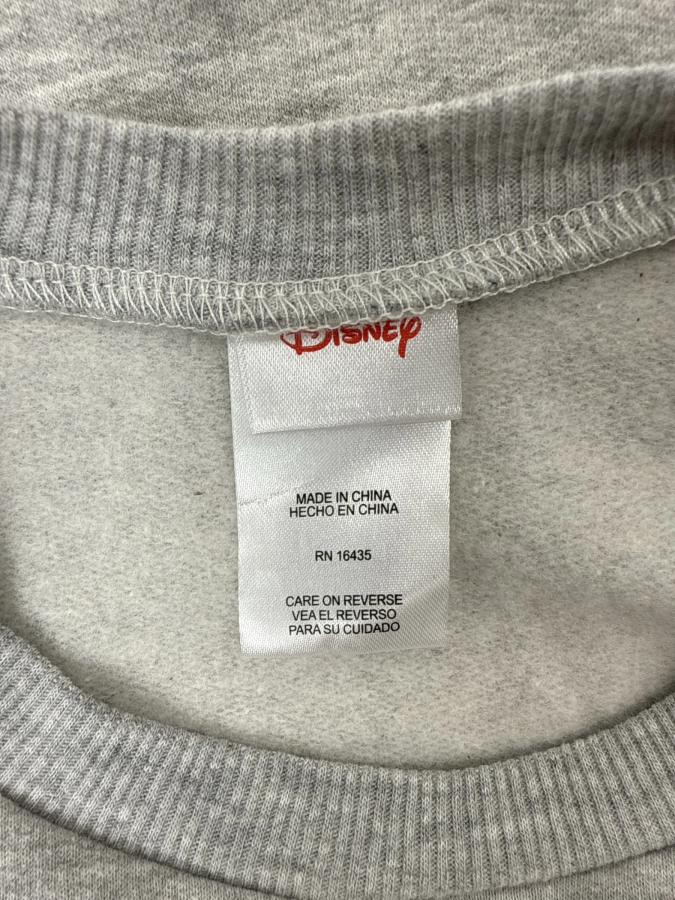 DISNEY
MADE IN CHINA
HECHO EN CHINA
RN 16435
CARE ON REVERSE
VEA EL REVERSO
PARA SU CUIDADO